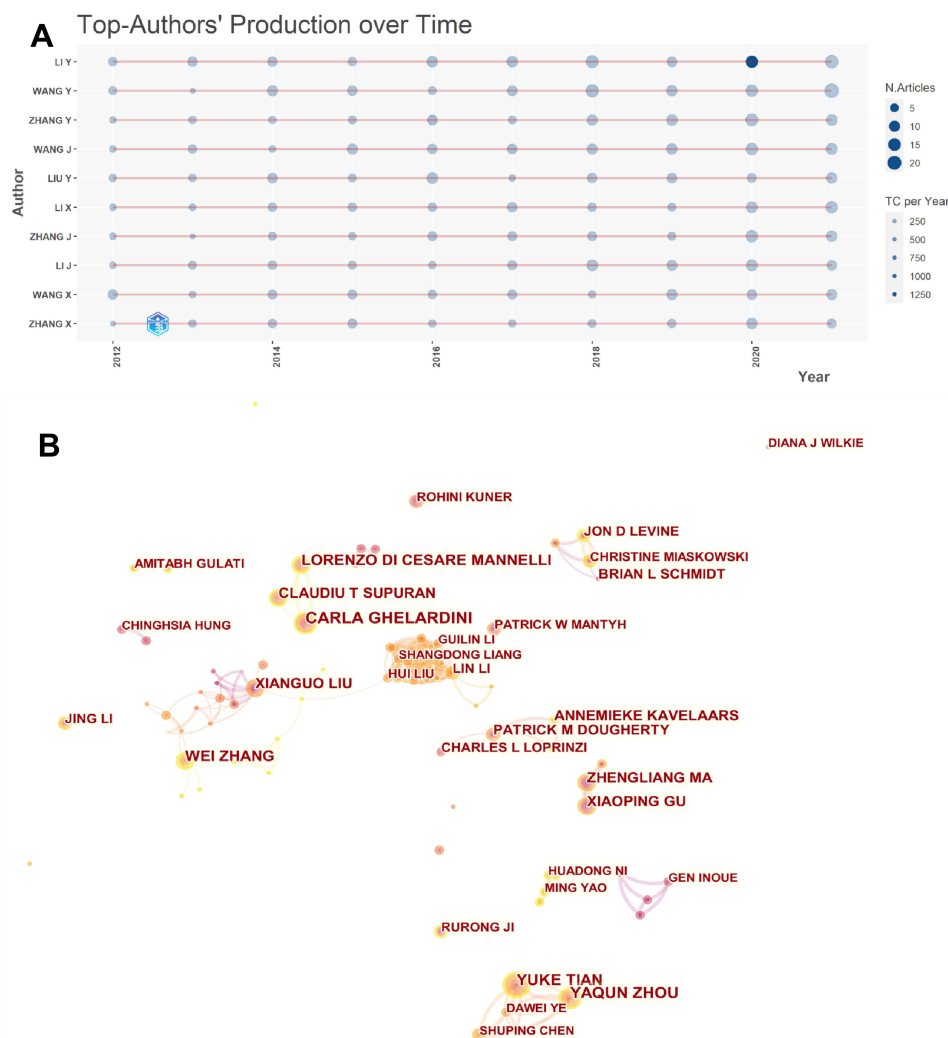 A
Top-Authors' Production over Time
LI Y
WANG Y
ZHANG Y
WANG J
LIU Y
LI X
ZHANG J
LI J
WANG X
ZHANG X
Author
2012
2014
2016
2018
2020
Year
N.Articles
5
10
15
20
TC per Year
250
500
750
1000
1250
B
DIANA J WILKIE
ROHINI KUNER
JON D LEVINE
LORENZO DI CESARE MANNELLI
CHRISTINE MIASKOWSKI
AMITABH GULATI
BRIAN L SCHMIDT
CLAUDIU T SUPURAN
CARLA GHELARDINI
CHINGHSIA HUNG
PATRICK W MANTYH
GUILIN LI
SHANGDONG LIANG
HUI LIU
LIN LI
XIANGUO LIU
JING LI
ANNEMIEKE KAVELAARS
PATRICK M DOUGHERTY
CHARLES L LOPRINZI
WEI ZHANG
ZHENGLIANG MA
XIAOPING GU
HUADONG NI
GEN INOUE
MING YAO
RURONG JI
YUKE TIAN
YAQUN ZHOU
DAWEI YE
SHUPING CHEN